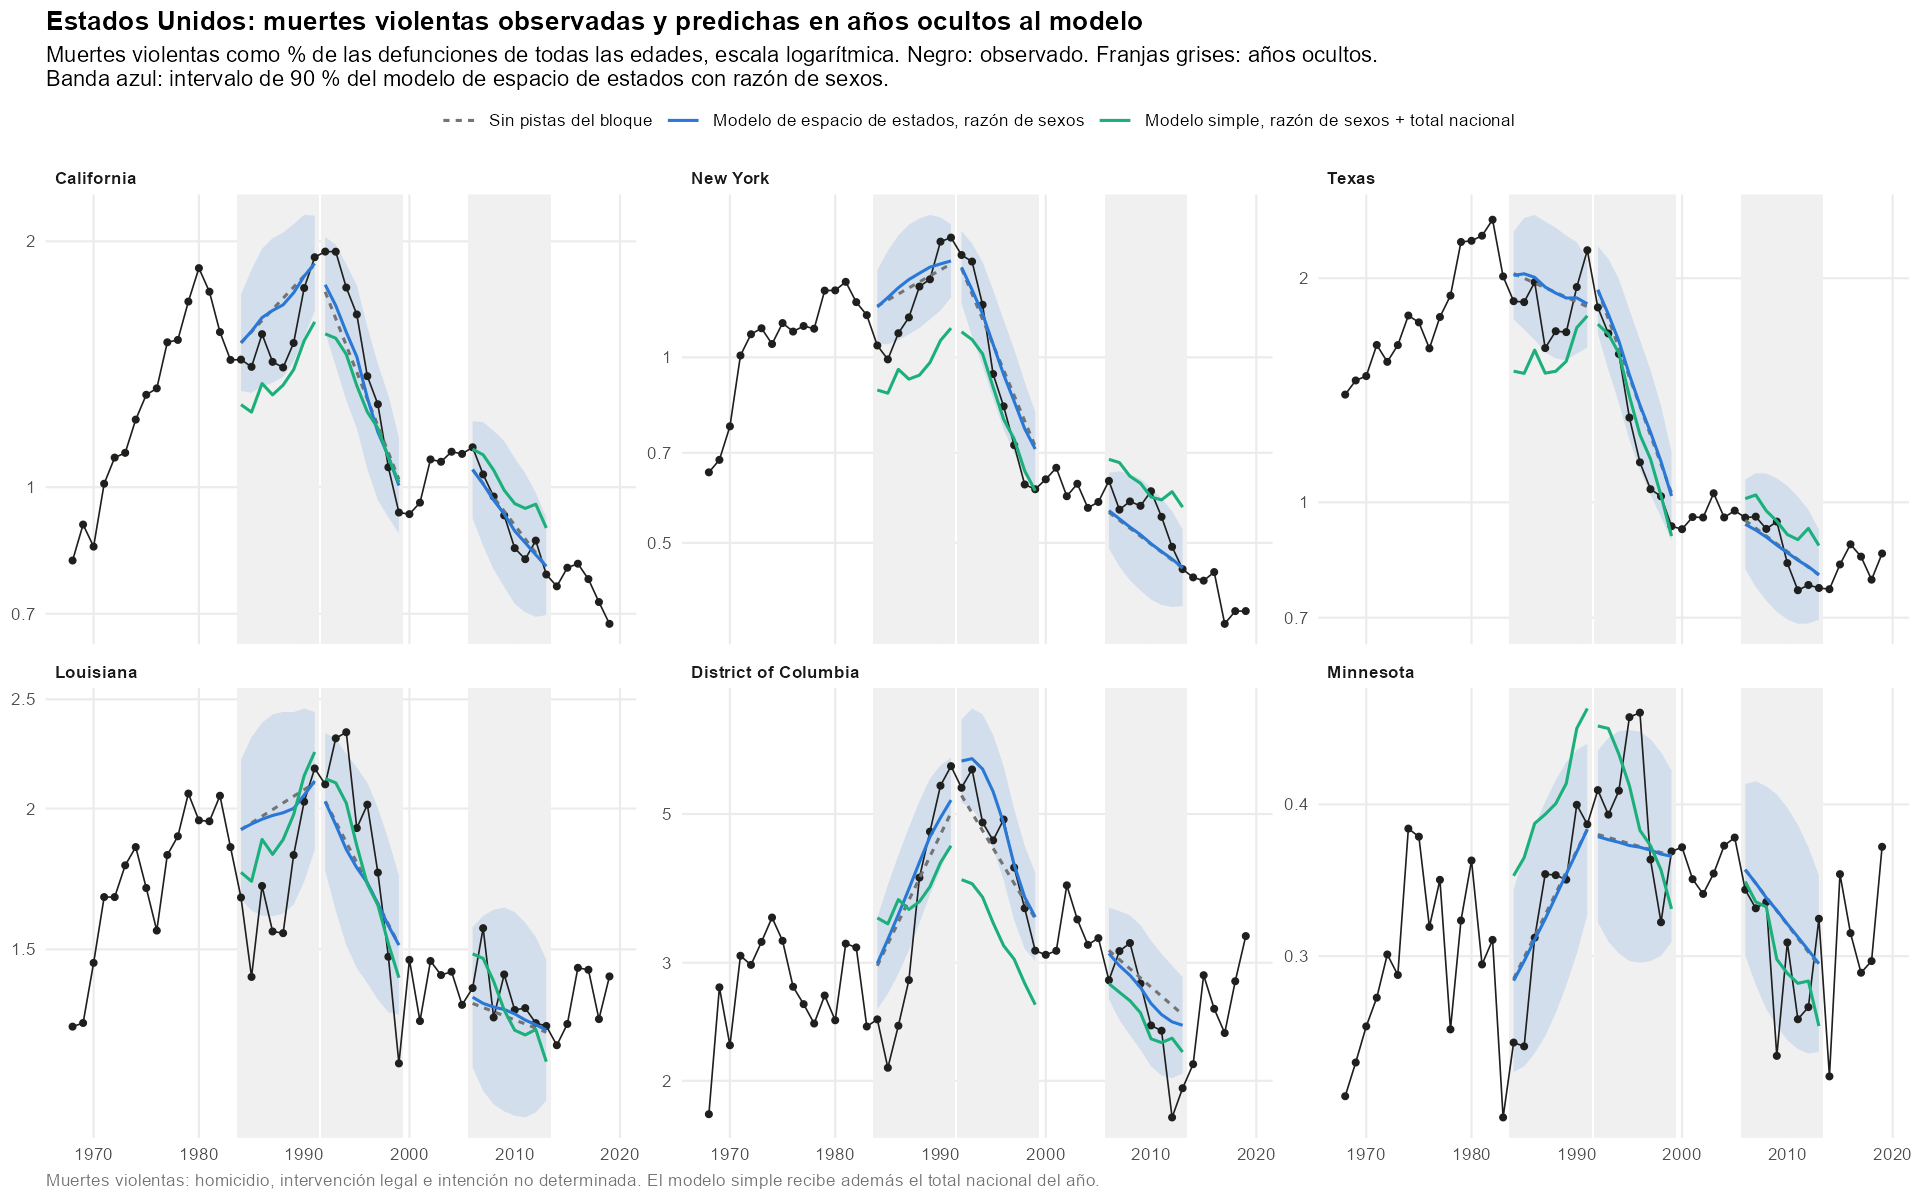 Estados Unidos: muertes violentas observadas y predichas en años ocultos al modelo
Muertes violentas como % de las defunciones de todas las edades, escala logarítmica. Negro: observado. Franjas grises: años ocultos.
Banda azul: intervalo de 90 % del modelo de espacio de estados con razón de sexos.
Sin pistas del bloque Modelo de espacio de estados, razón de sexos Modelo simple, razón de sexos + total nacional
California New York Texas
2
1
0.7
1
0.7
0.5
2
1
0.7
Louisiana District of Columbia Minnesota
2.5
2
1.5
5
3
2
0.4
0.3
1970 1980 1990 2000 2010 2020 1970 1980 1990 2000 2010 2020 1970 1980 1990 2000 2010 2020
Muertes violentas: homicidio, intervención legal e intención no determinada. El modelo simple recibe además el total nacional del año.